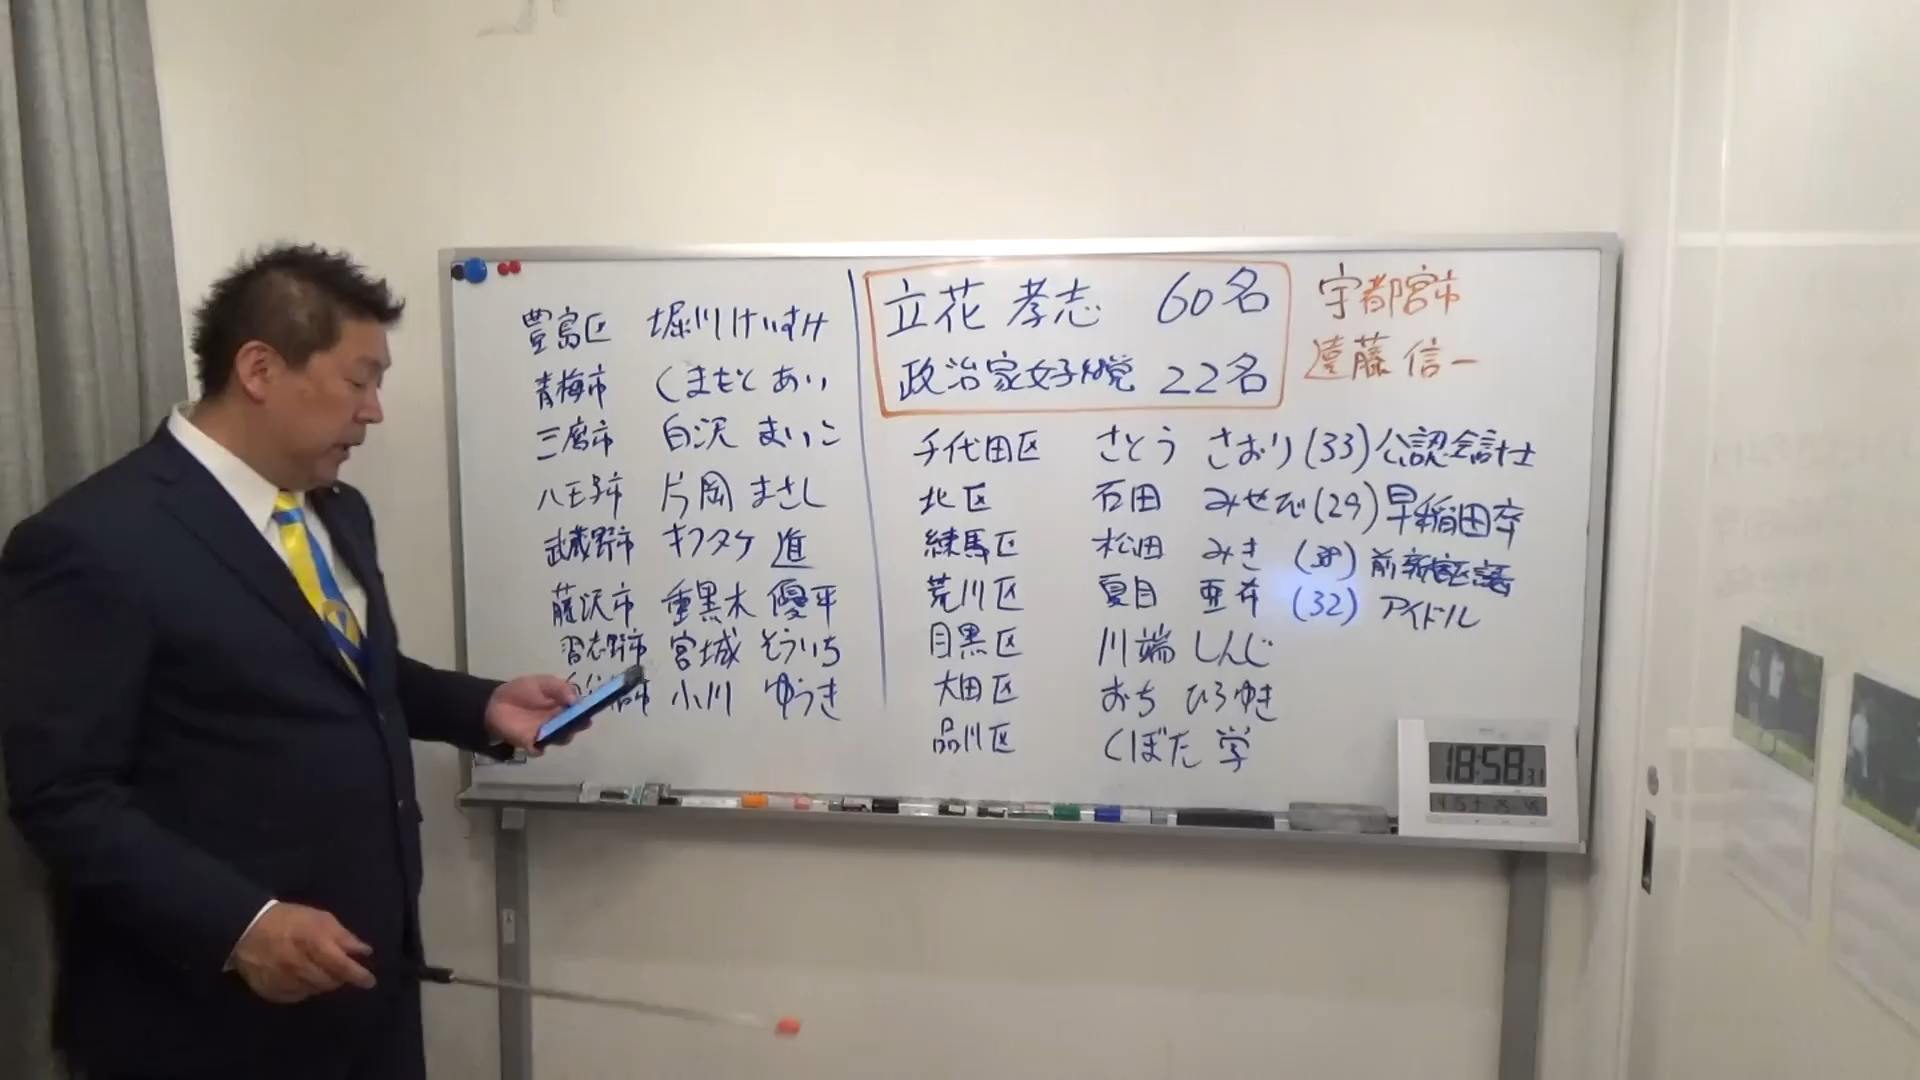 豊島区 堀川けいすけ
青梅市 くまもと あい
三鷹市 白沢 まいこ
八王子市 片岡 まさし
武蔵野市 キフタケ 道
藤沢市 重黒木 優平
習志野市 宮城 そういち
市 小川 ゆうき
立花 孝志 60名
政治家女子48党 22名
宇都宮市
遠藤 信一
千代田区 さとう さおり (33) 公認会計士
北区 石田 みせび (29) 早稲田卒
練馬区 松田 みき (38) 前
荒川区 夏目 亜希 (32) アイドル
目黒区 川端 しんじ
大田区 おち ひろゆき
品川区 くぼた 学
18:58 31